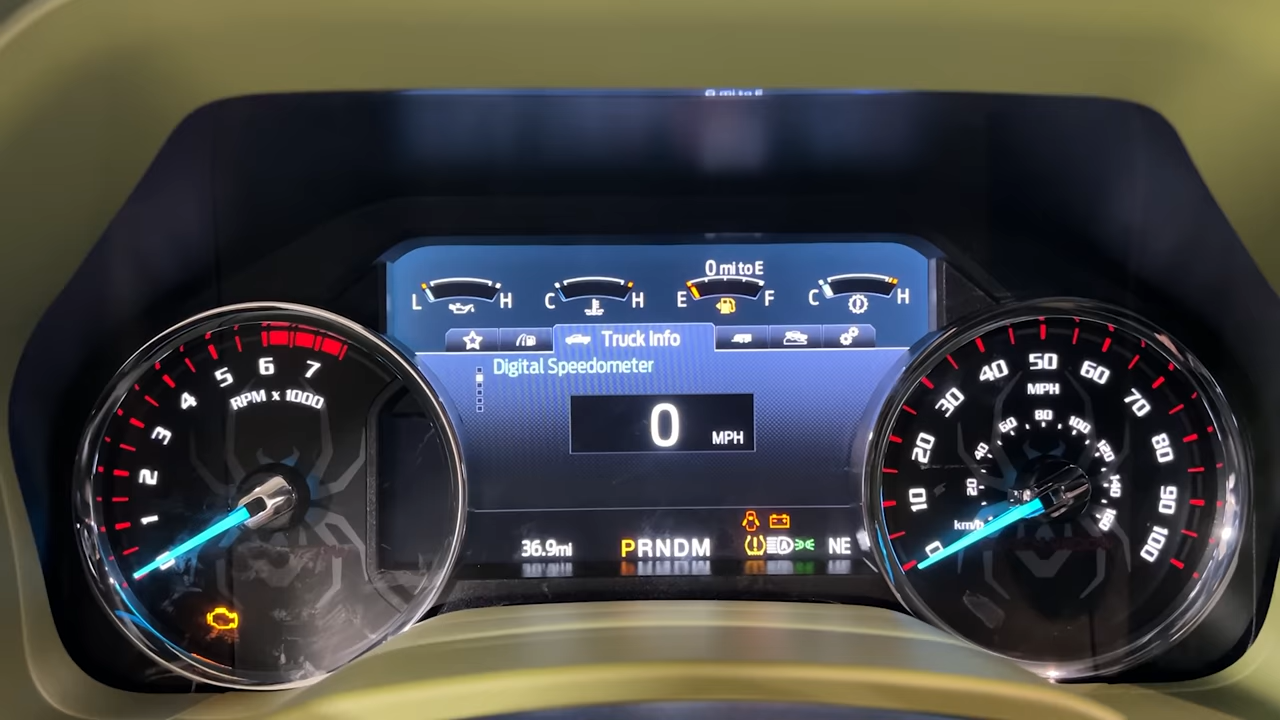 0 mi to E
L H
C H
E F
C H
Truck Info
Digital Speedometer
0 MPH
36.9mi
PRNDM
NE
0 1 2 3 4 5 6 7
RPM x 1000
0 10 20 30 40 50 60 70 80 90 100
MPH
20 40 60 80 100 120 140 160
km/h